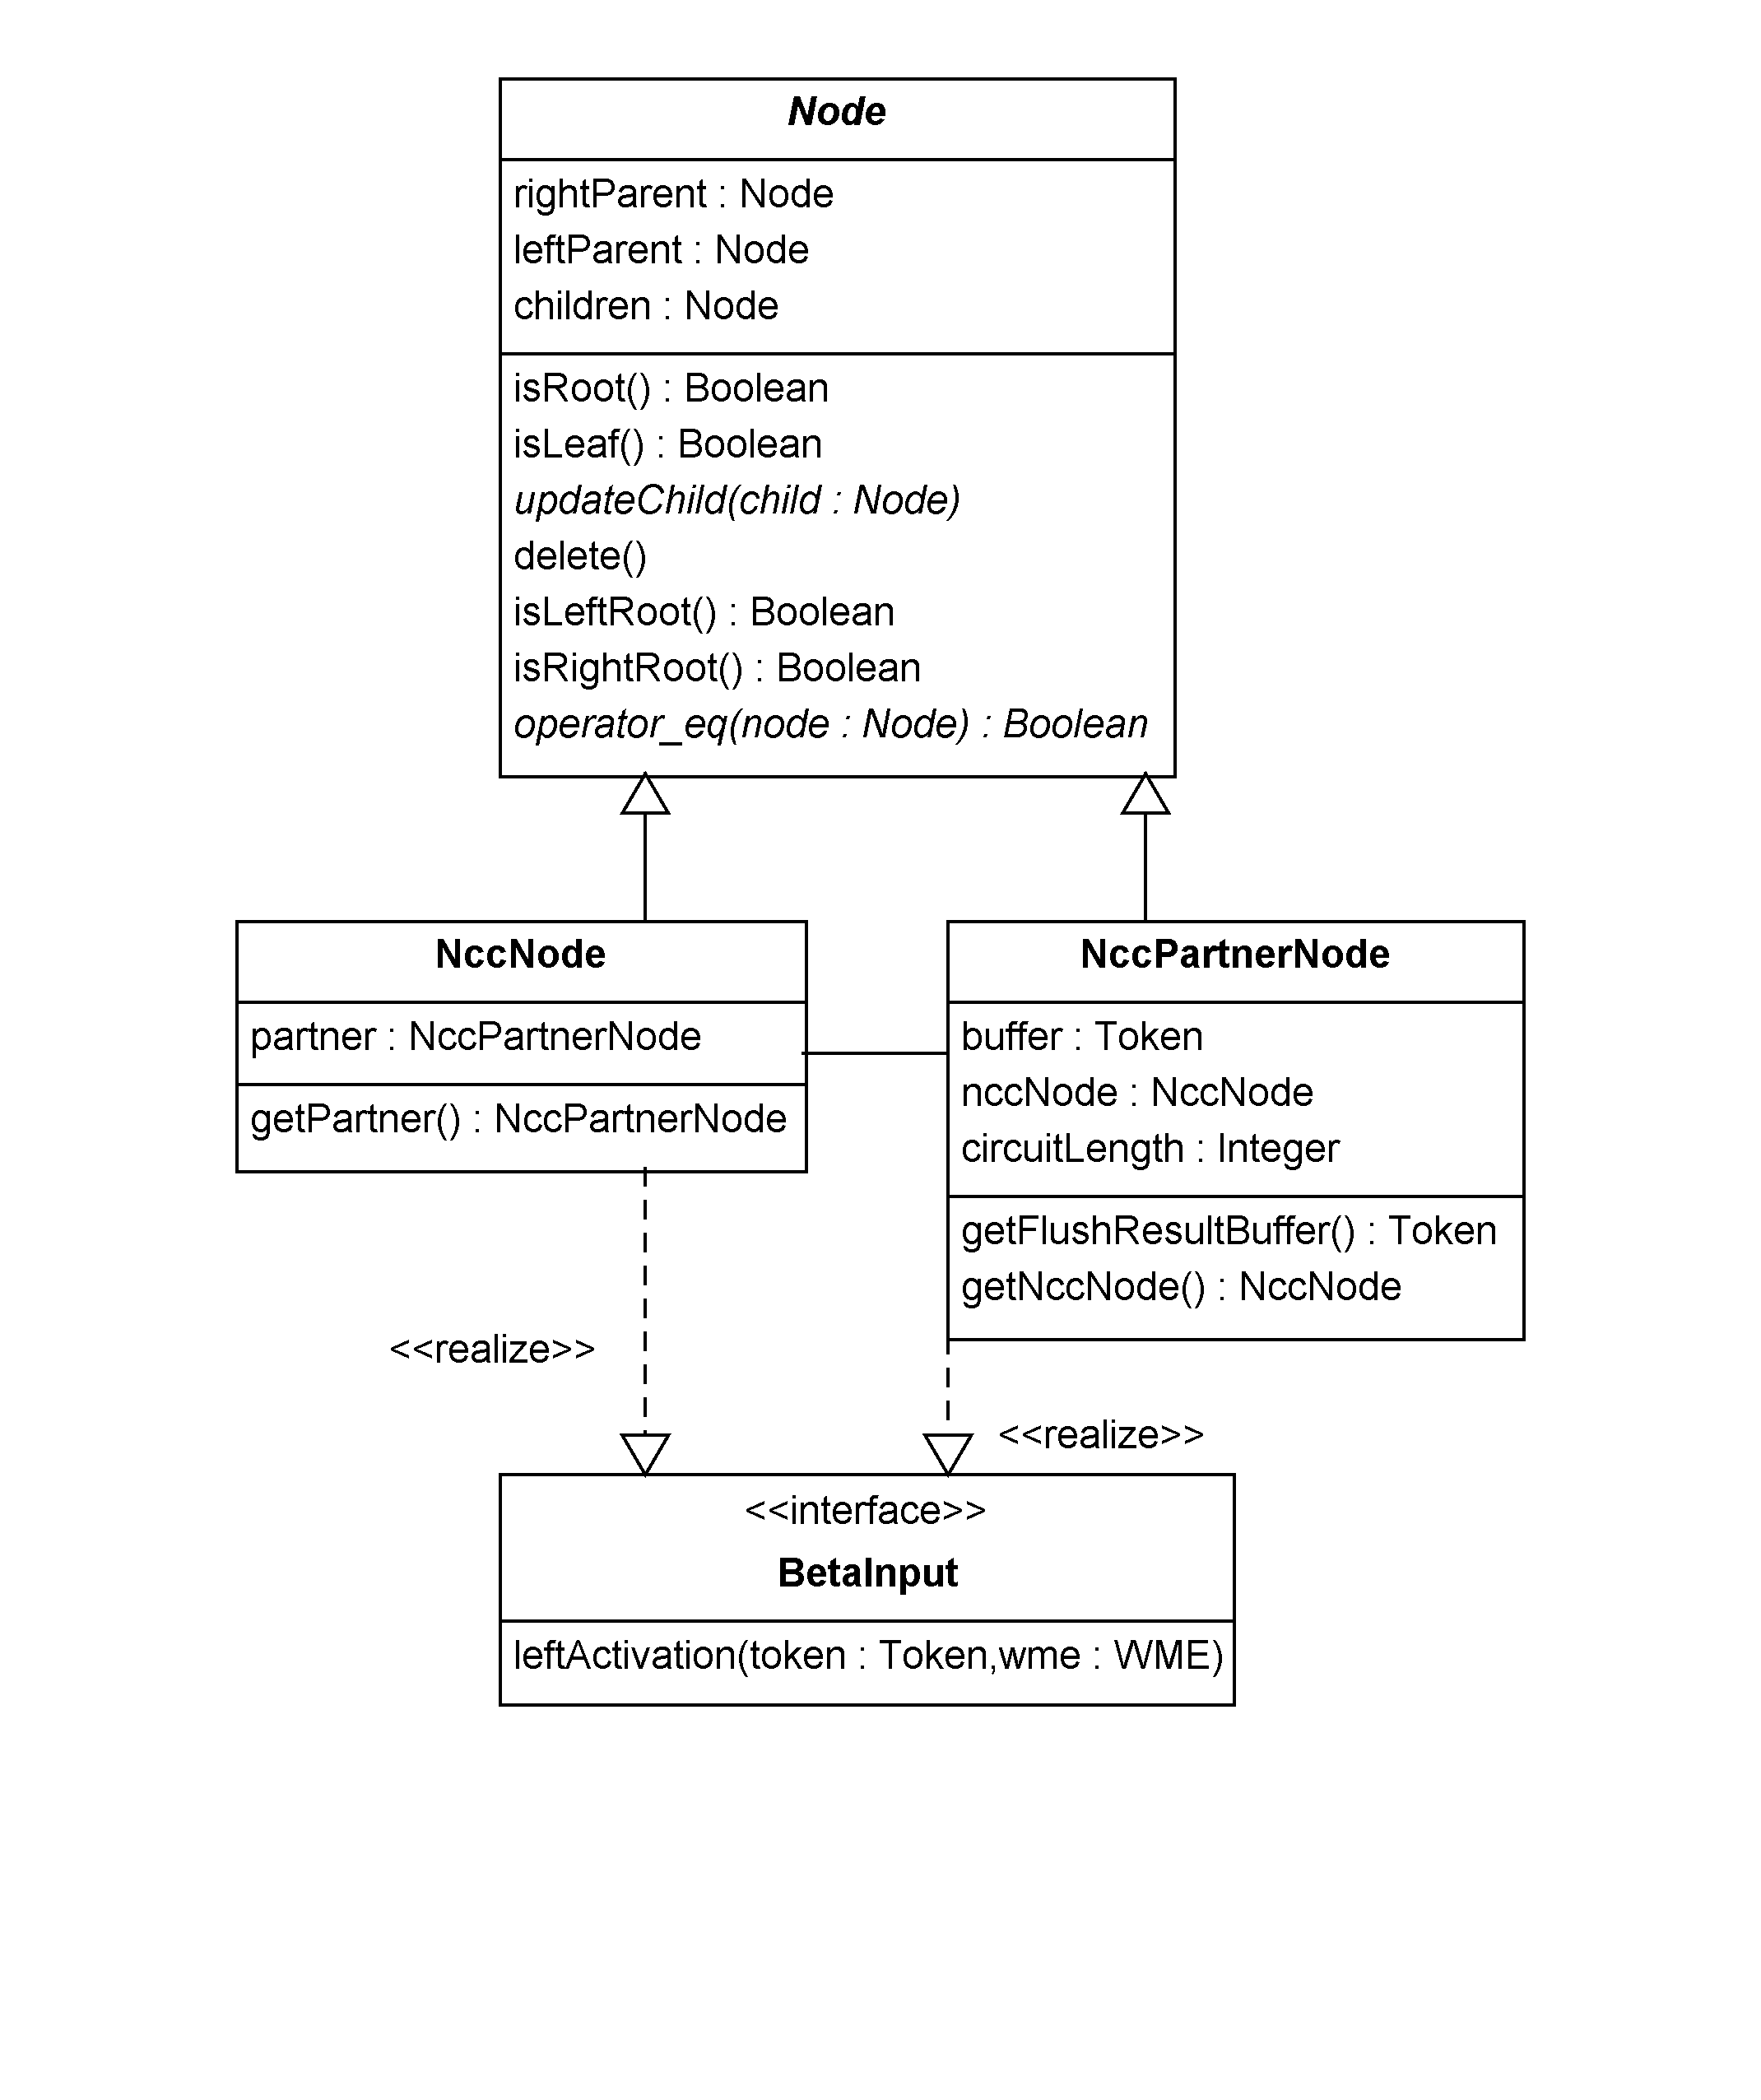 Node
rightParent : Node
leftParent : Node
children : Node
isRoot() : Boolean
isLeaf() : Boolean
updateChild(child : Node)
delete()
isLeftRoot() : Boolean
isRightRoot() : Boolean
operator_eq(node : Node) : Boolean
NccNode
partner : NccPartnerNode
getPartner() : NccPartnerNode
NccPartnerNode
buffer : Token
nccNode : NccNode
circuitLength : Integer
getFlushResultBuffer() : Token
getNccNode() : NccNode
<<realize>>
<<realize>>
<<interface>>
BetaInput
leftActivation(token : Token,wme : WME)